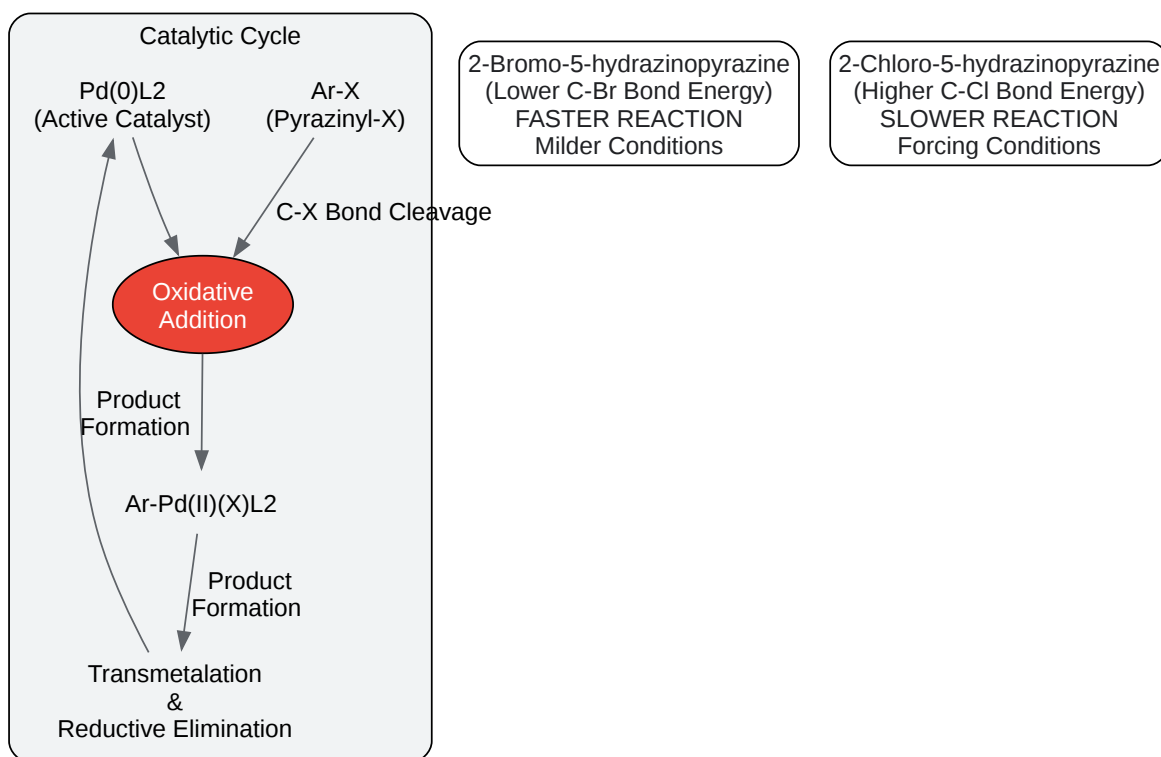 Catalytic Cycle
Pd(0)L2
(Active Catalyst)
Ar-X
(Pyrazinyl-X)
C-X Bond Cleavage
Oxidative
Addition
Product
Formation
Ar-Pd(II)(X)L2
Product
Formation
Transmetalation
&
Reductive Elimination
2-Bromo-5-hydrazinopyrazine
(Lower C-Br Bond Energy)
FASTER REACTION
Milder Conditions
2-Chloro-5-hydrazinopyrazine
(Higher C-Cl Bond Energy)
SLOWER REACTION
Forcing Conditions